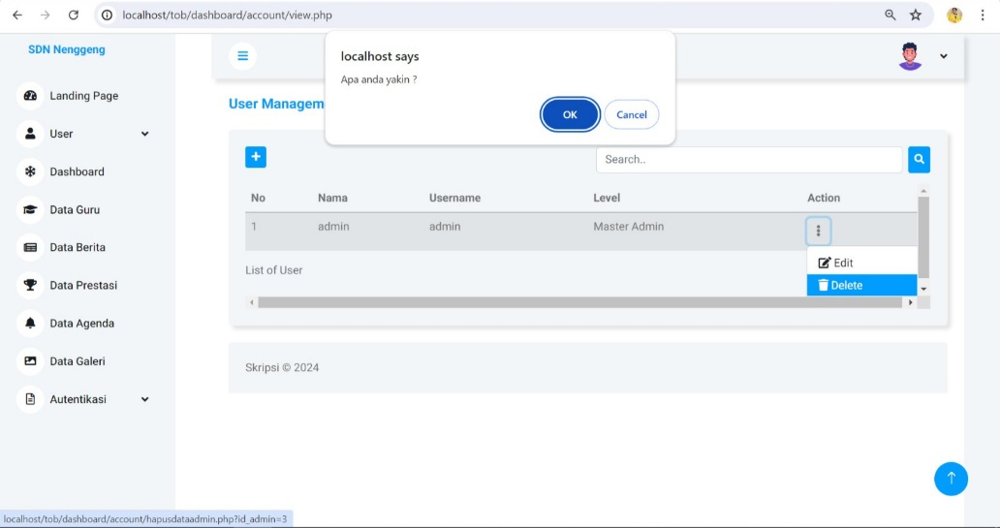 localhost/tob/dashboard/account/view.php
SDN Nenggeng
localhost says
Apa anda yakin ?
OK
Cancel
Landing Page
User
Dashboard
Data Guru
Data Berita
Data Prestasi
Data Agenda
Data Galeri
Autentikasi
User Managem
Search..
No Nama Username Level Action
1 admin admin Master Admin
Edit
List of User
Delete
Skripsi © 2024
localhost/tob/dashboard/account/hapusdataadmin.php?id_admin=3